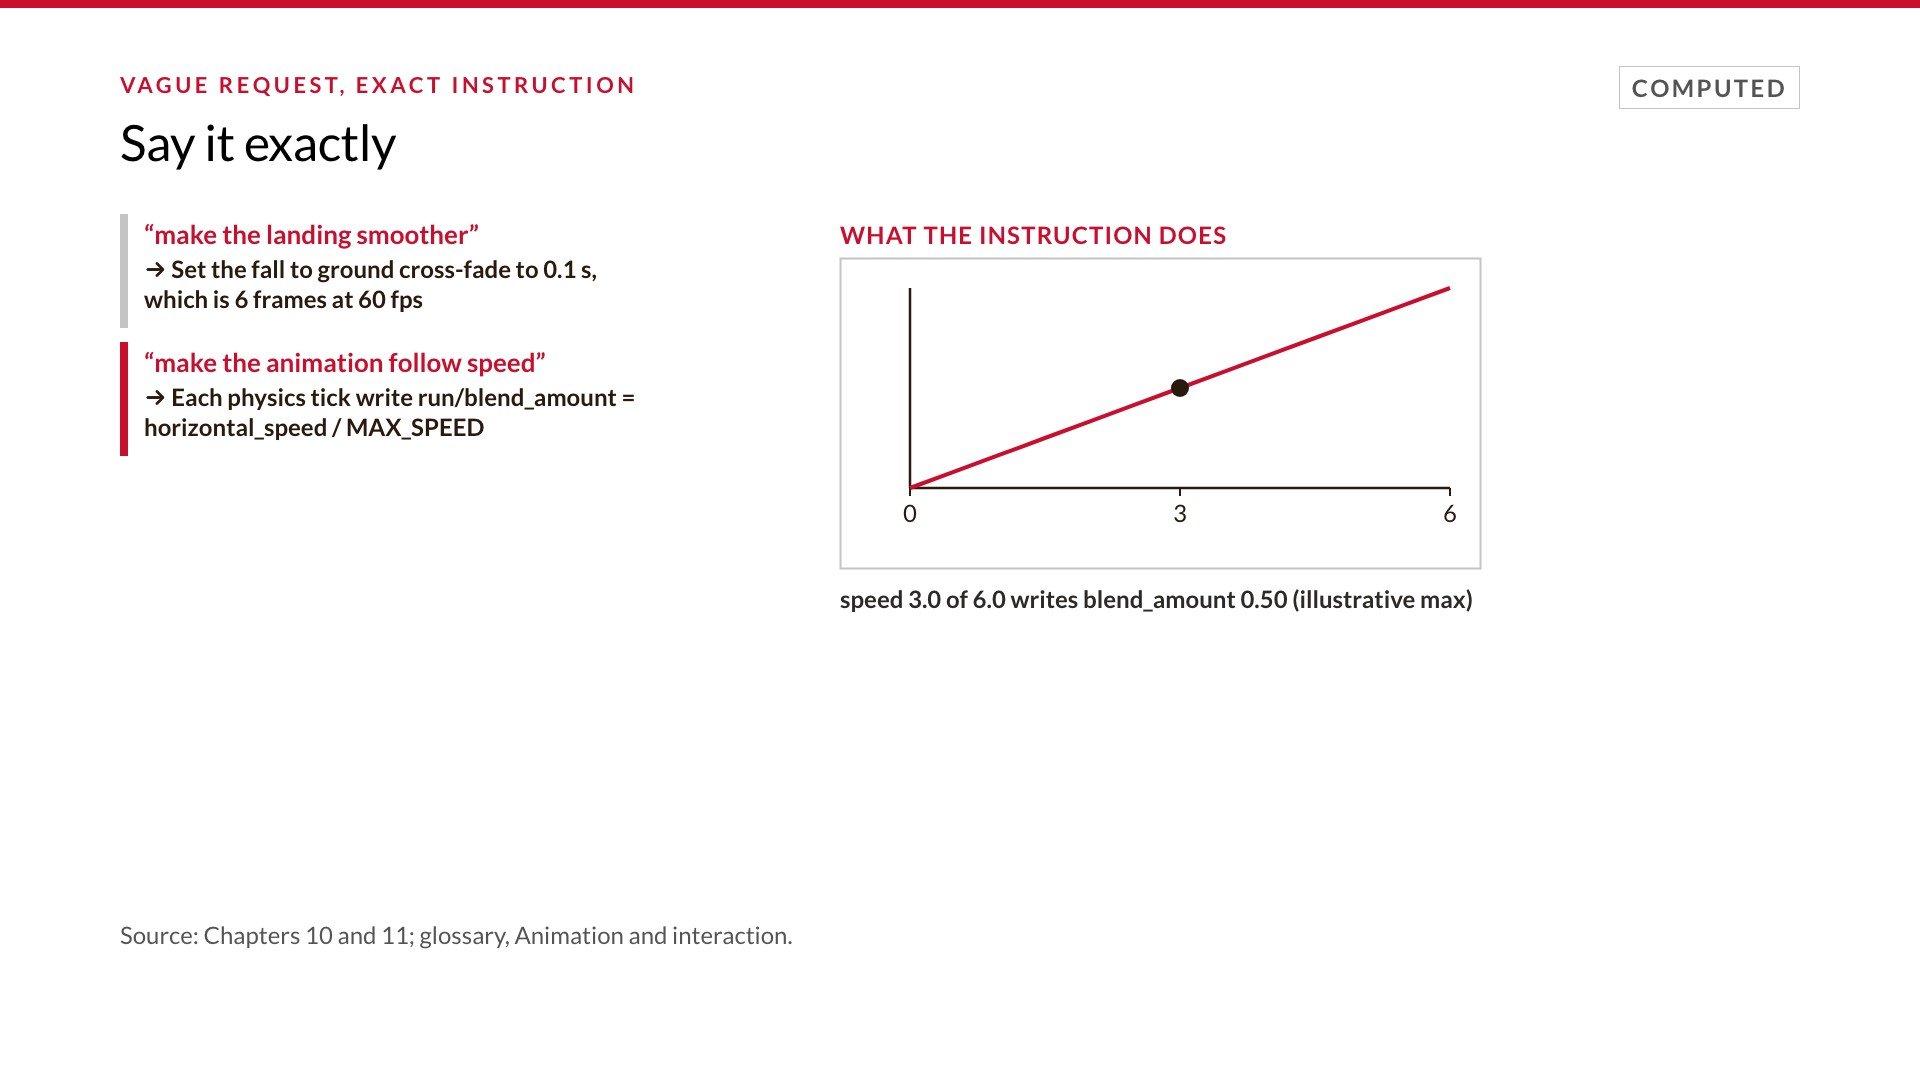 VAGUE REQUEST, EXACT INSTRUCTION
COMPUTED
Say it exactly
“make the landing smoother”
→ Set the fall to ground cross-fade to 0.1 s,
which is 6 frames at 60 fps
“make the animation follow speed”
→ Each physics tick write run/blend_amount =
horizontal_speed / MAX_SPEED
WHAT THE INSTRUCTION DOES
0 3 6
speed 3.0 of 6.0 writes blend_amount 0.50 (illustrative max)
Source: Chapters 10 and 11; glossary, Animation and interaction.